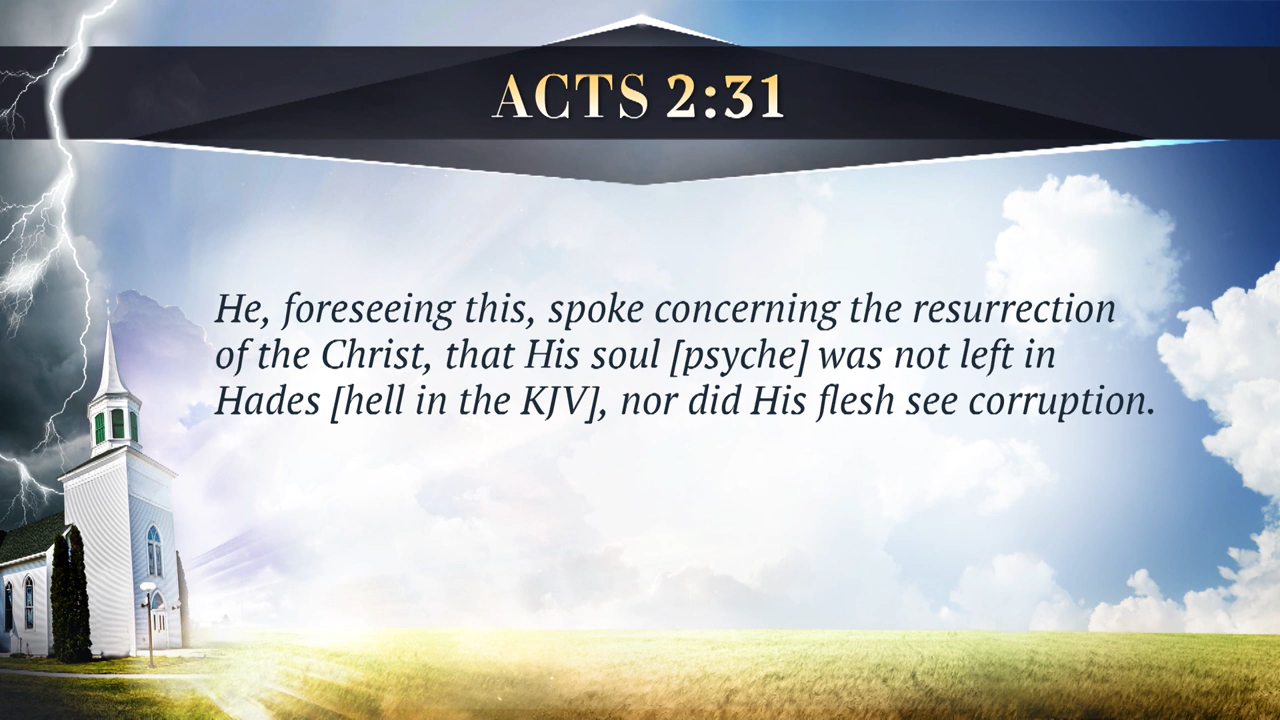 ACTS 2:31
He, foreseeing this, spoke concerning the resurrection
of the Christ, that His soul [psyche] was not left in
Hades [hell in the KJV], nor did His flesh see corruption.